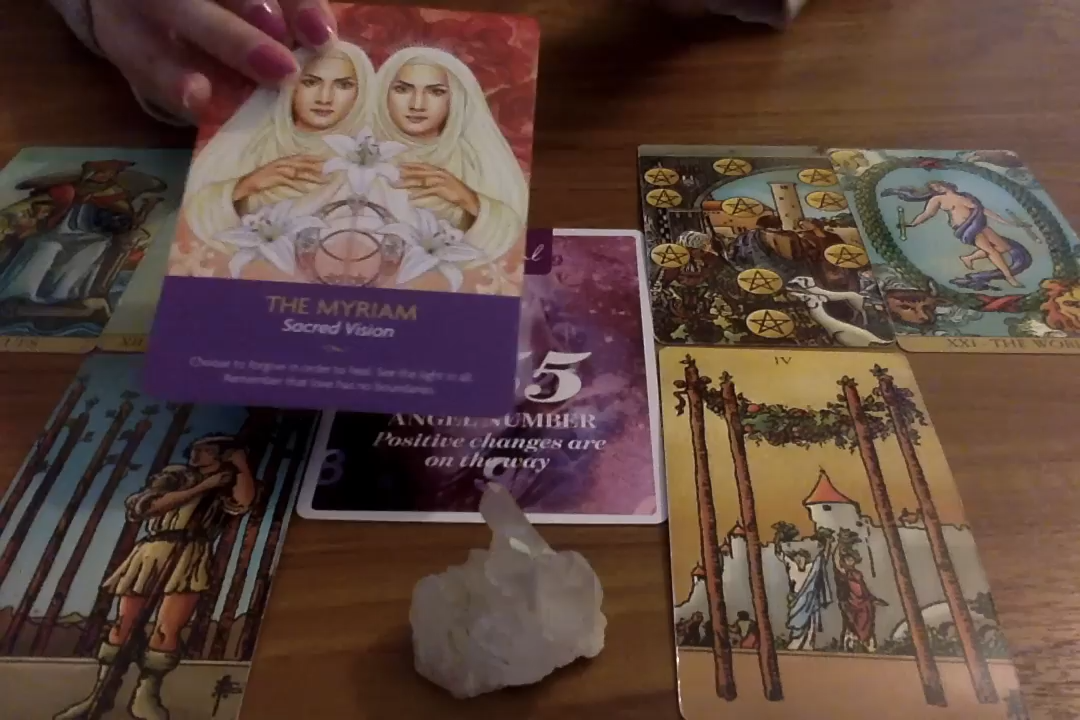 THE MYRIAM
Sacred Vision
Choose to forgive in order to heal. See the light in all.
Remember that love has no boundaries.
5
ANGEL NUMBER
Positive changes are
on the way
XXI · THE WOR
IV